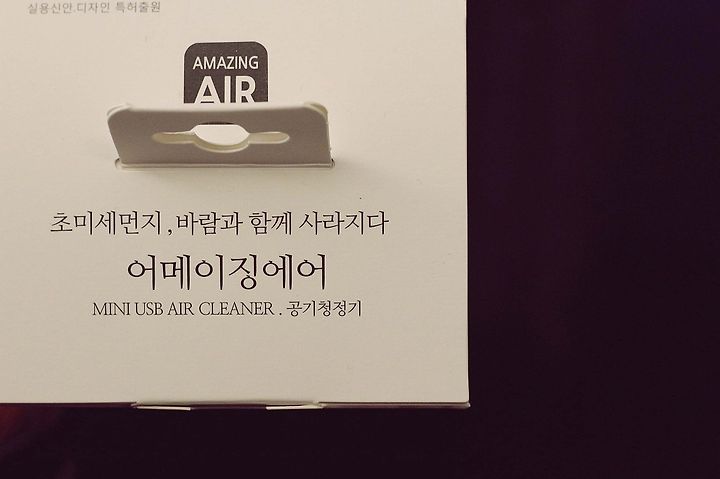 실용신안.디자인 특허출원
AMAZING
AIR
초미세먼지, 바람과 함께 사라지다
어메이징에어
MINI USB AIR CLEANER . 공기청정기